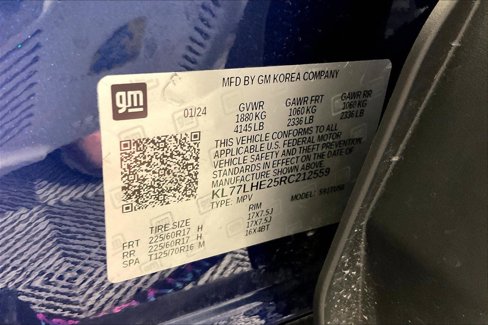 gm
MFD BY GM KOREA COMPANY
01/24 GVWR GAWR FRT GAWR RR
1880 KG 1060 KG 1060 KG
4145 LB 2336 LB 2336 LB
THIS VEHICLE CONFORMS TO ALL
APPLICABLE U.S. FEDERAL MOTOR
VEHICLE SAFETY AND THEFT PREVENTION
STANDARDS IN EFFECT ON THE DATE OF
MANUFACTURE SHOWN ABOVE
KL77LHE25RC212559
TYPE: MPV MODEL:
TIRE SIZE RIM
FRT 225/60R17 H 17X7.5J
RR 225/60R17 H 17X7.5J
SPA T125/70R16 M 16X4BT